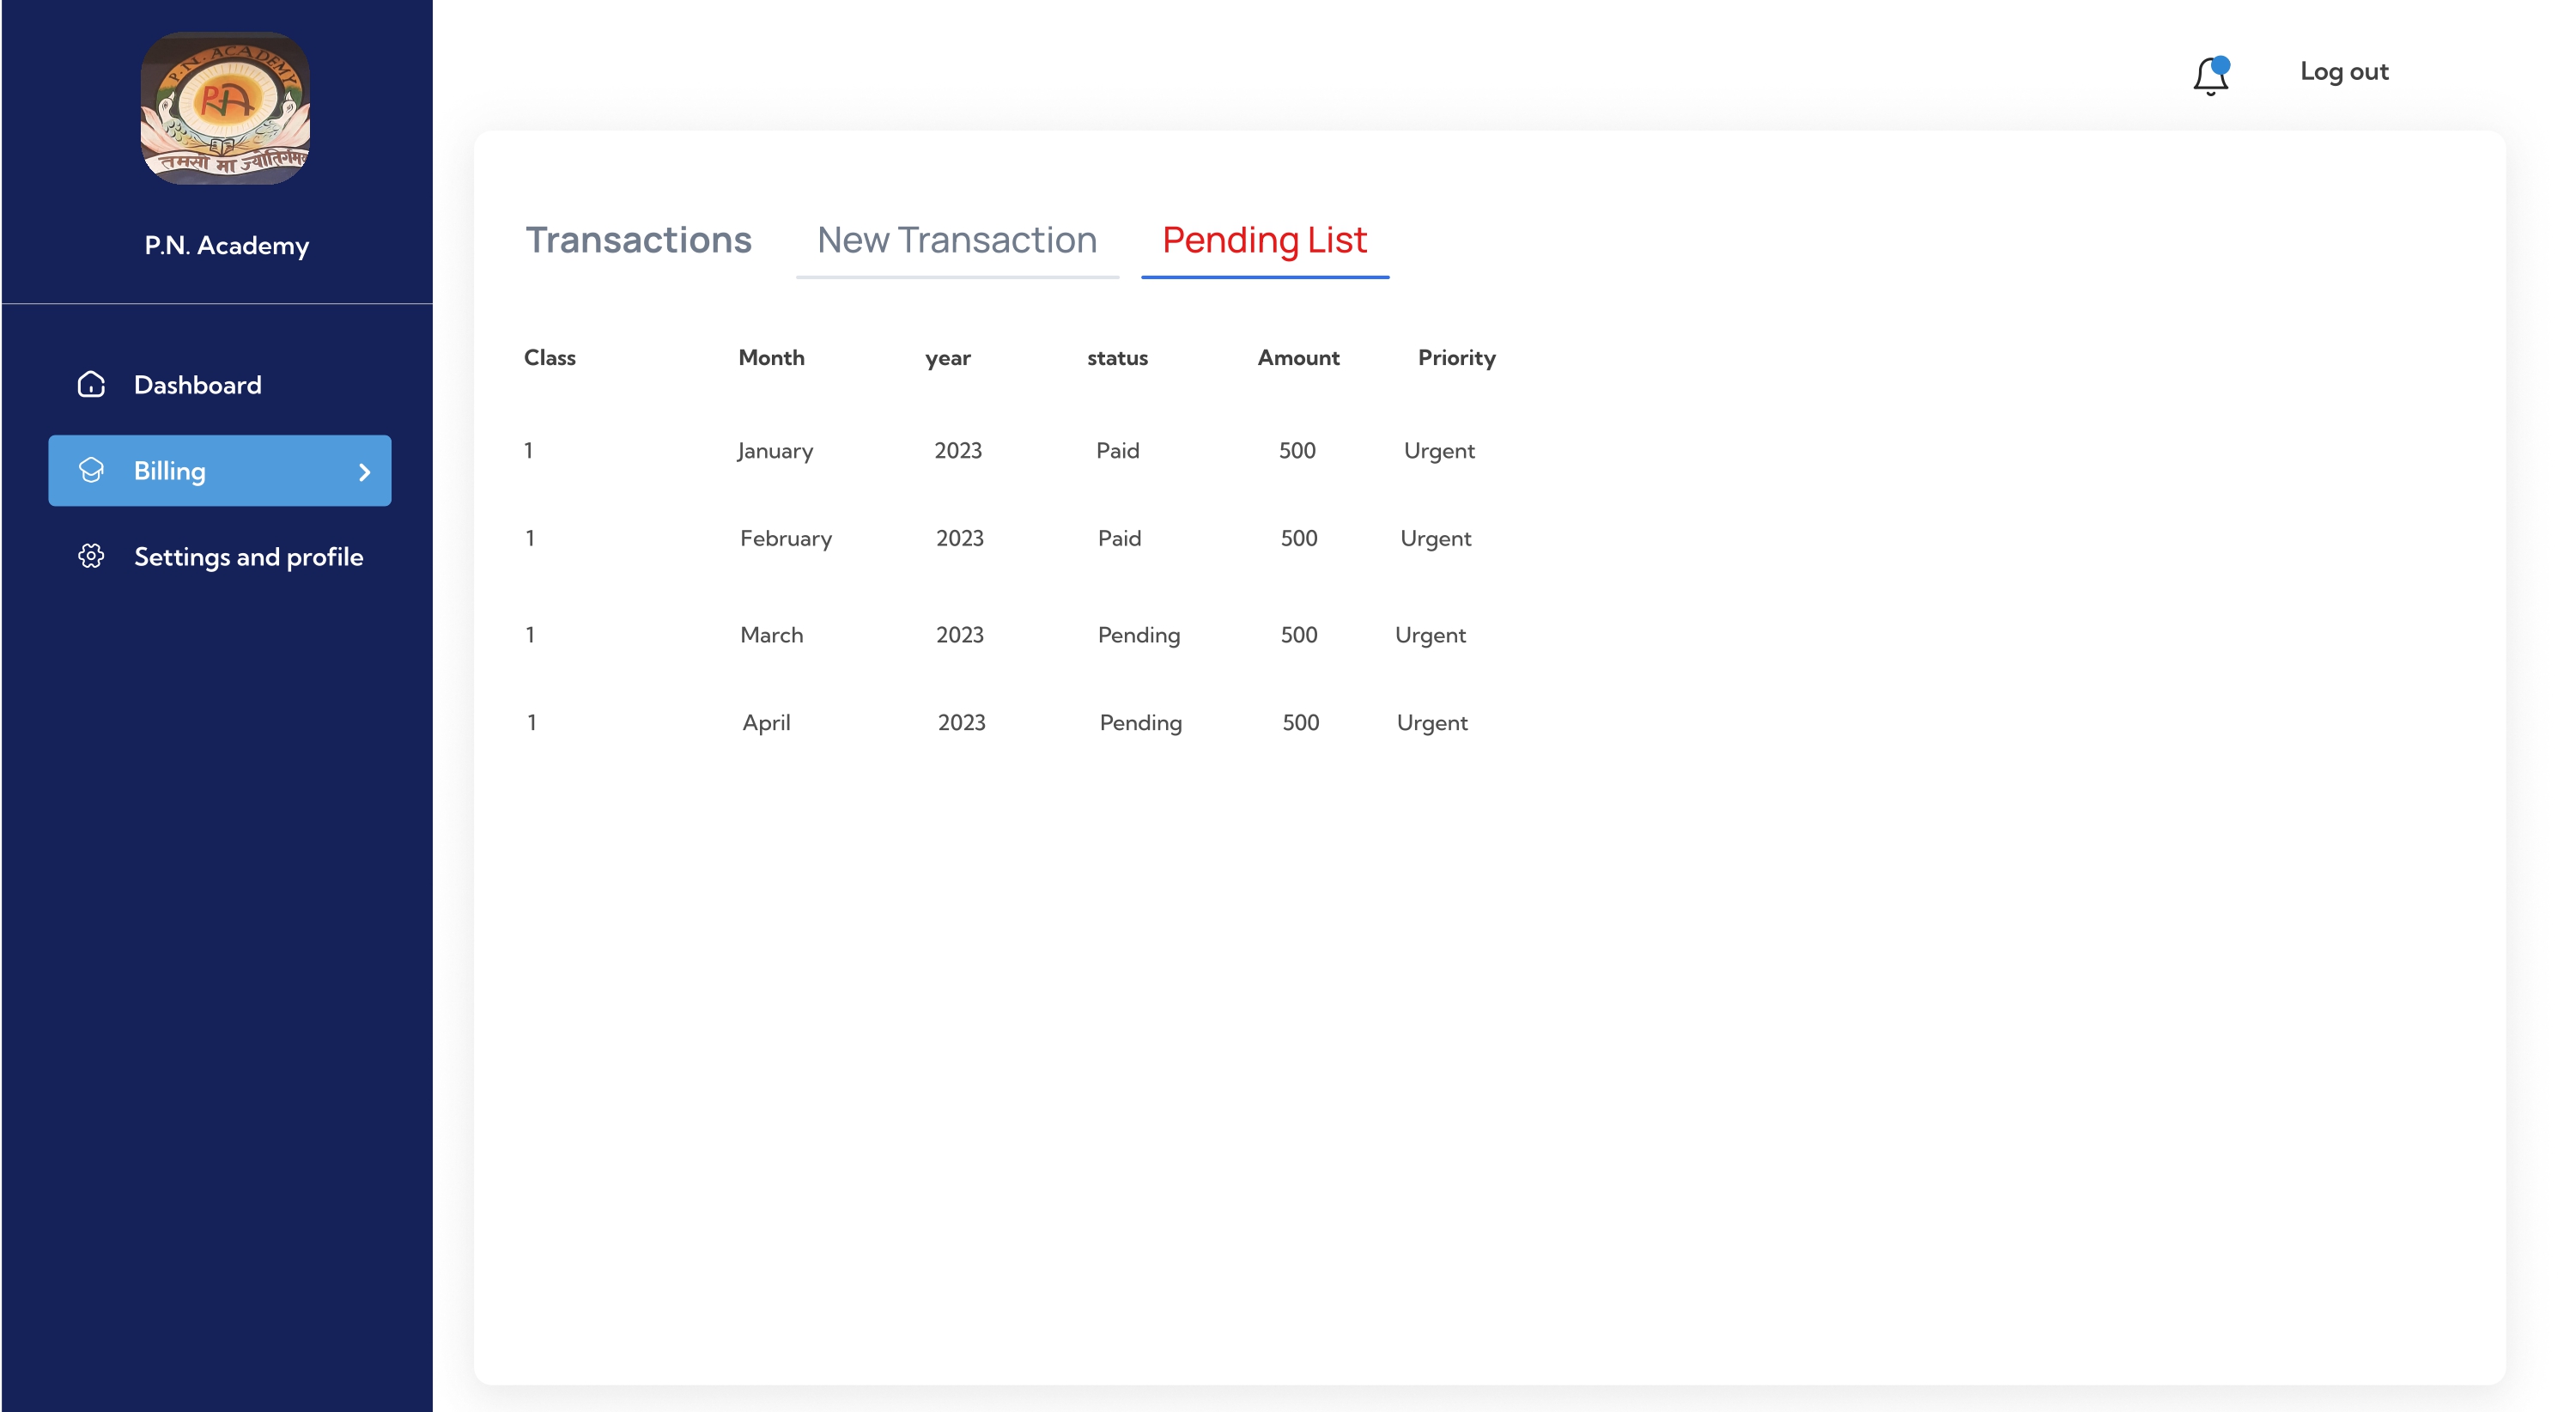 P.N. ACADEMY
PNA
तमसो मा ज्योतिर्गमय
P.N. Academy
Dashboard
Billing
Settings and profile
Log out
Transactions New Transaction Pending List
Class Month year status Amount Priority
1 January 2023 Paid 500 Urgent
1 February 2023 Paid 500 Urgent
1 March 2023 Pending 500 Urgent
1 April 2023 Pending 500 Urgent